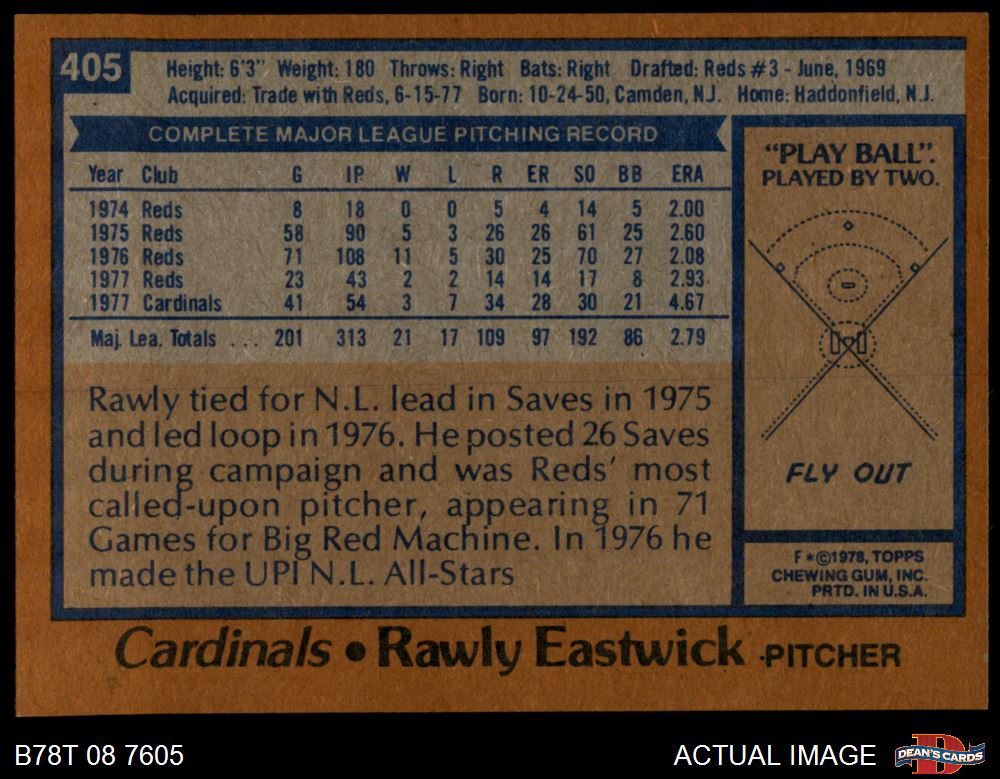 405
Height: 6'3" Weight: 180 Throws: Right Bats: Right Drafted: Reds #3 - June, 1969
Acquired: Trade with Reds, 6-15-77 Born: 10-24-50, Camden, N.J. Home: Haddonfield, N.J.
COMPLETE MAJOR LEAGUE PITCHING RECORD
Year Club G IP W L R ER SO BB ERA
1974 Reds 8 18 0 0 5 4 14 5 2.00
1975 Reds 58 90 5 3 26 26 61 25 2.60
1976 Reds 71 108 11 5 30 25 70 27 2.08
1977 Reds 23 43 2 2 14 14 17 8 2.93
1977 Cardinals 41 54 3 7 34 28 30 21 4.67
Maj. Lea. Totals . . . 201 313 21 17 109 97 192 86 2.79
Rawly tied for N.L. lead in Saves in 1975
and led loop in 1976. He posted 26 Saves
during campaign and was Reds' most
called-upon pitcher, appearing in 71
Games for Big Red Machine. In 1976 he
made the UPI N.L. All-Stars
"PLAY BALL".
PLAYED BY TWO.
FLY OUT
F*©1978, TOPPS
CHEWING GUM, INC.
PRTD. IN U.S.A.
Cardinals • Rawly Eastwick • PITCHER
B78T 08 7605
ACTUAL IMAGE
D
DEAN'S CARDS